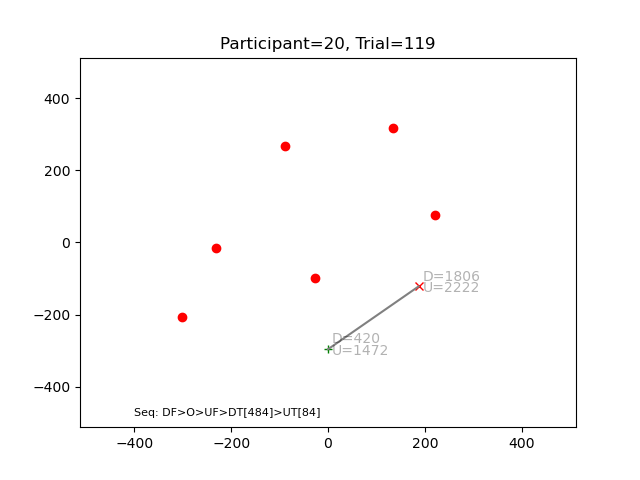 Participant=20, Trial=119
400
200
0
−200
−400
D=1806
U=2222
D=420
U=1472
Seq: DF>O>UF>DT[484]>UT[84]
−400 −200 0 200 400